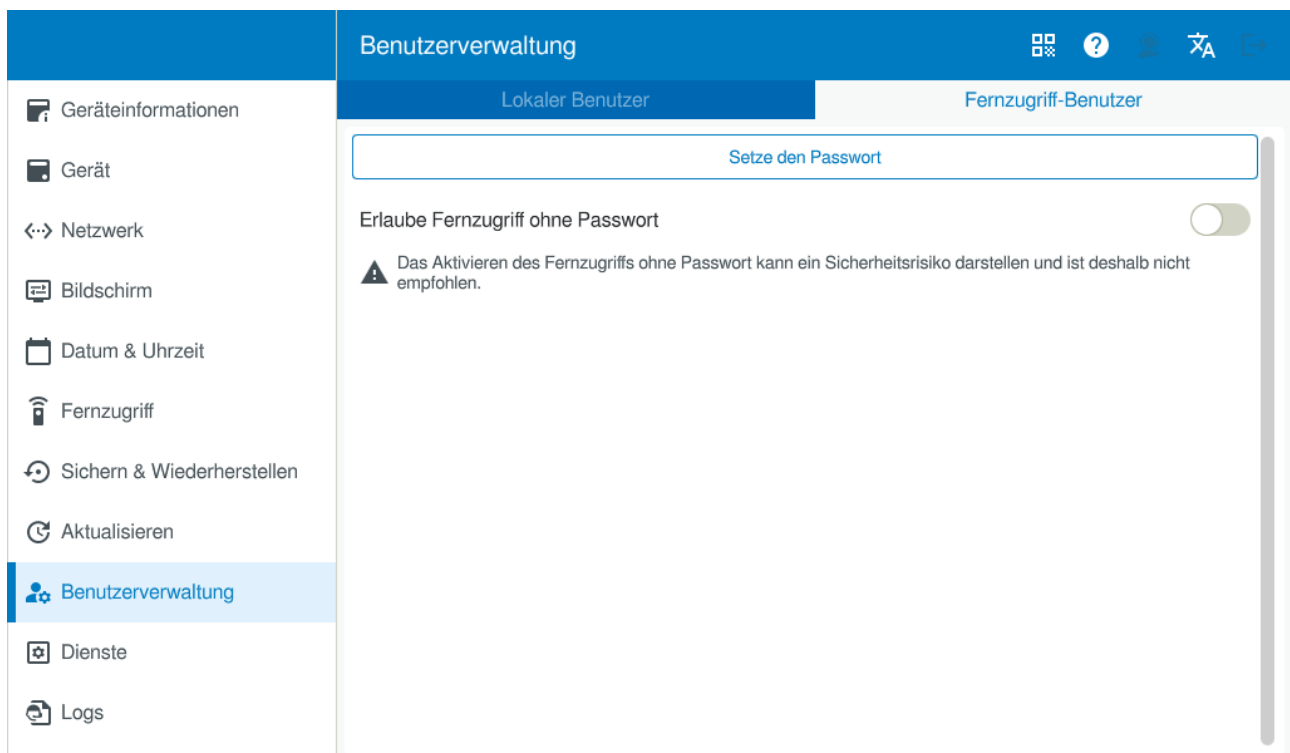 Benutzerverwaltung
Lokaler Benutzer
Fernzugriff-Benutzer
Geräteinformationen
Gerät
Netzwerk
Bildschirm
Datum & Uhrzeit
Fernzugriff
Sichern & Wiederherstellen
Aktualisieren
Benutzerverwaltung
Dienste
Logs
Setze den Passwort
Erlaube Fernzugriff ohne Passwort
Das Aktivieren des Fernzugriffs ohne Passwort kann ein Sicherheitsrisiko darstellen und ist deshalb nicht
empfohlen.